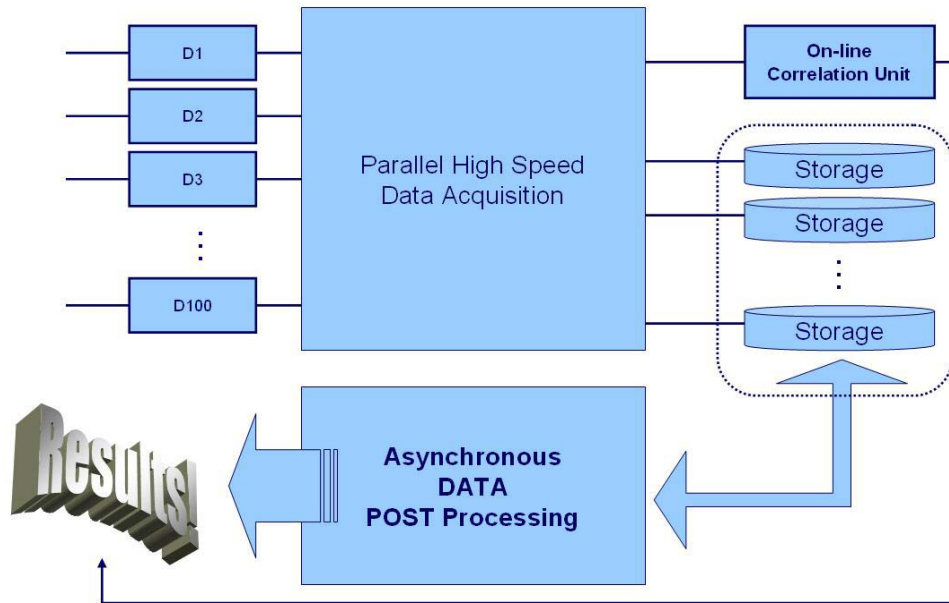 D1
D2
D3
D100
Parallel High Speed
Data Acquisition
On-line
Correlation Unit
Storage
Storage
Storage
Asynchronous
DATA
POST Processing
Results!